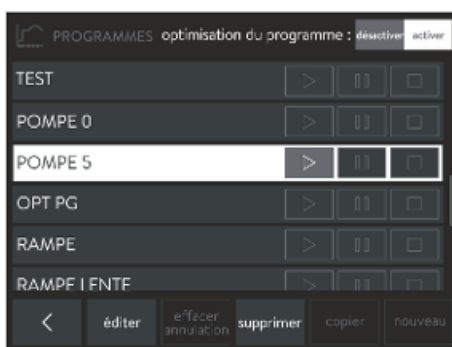 PROGRAMMES optimisation du programme : désactiver activer
TEST
POMPE 0
POMPE 5
OPT PG
RAMPE
RAMPE LENTE
éditer effacer annulation supprimer copier nouveau